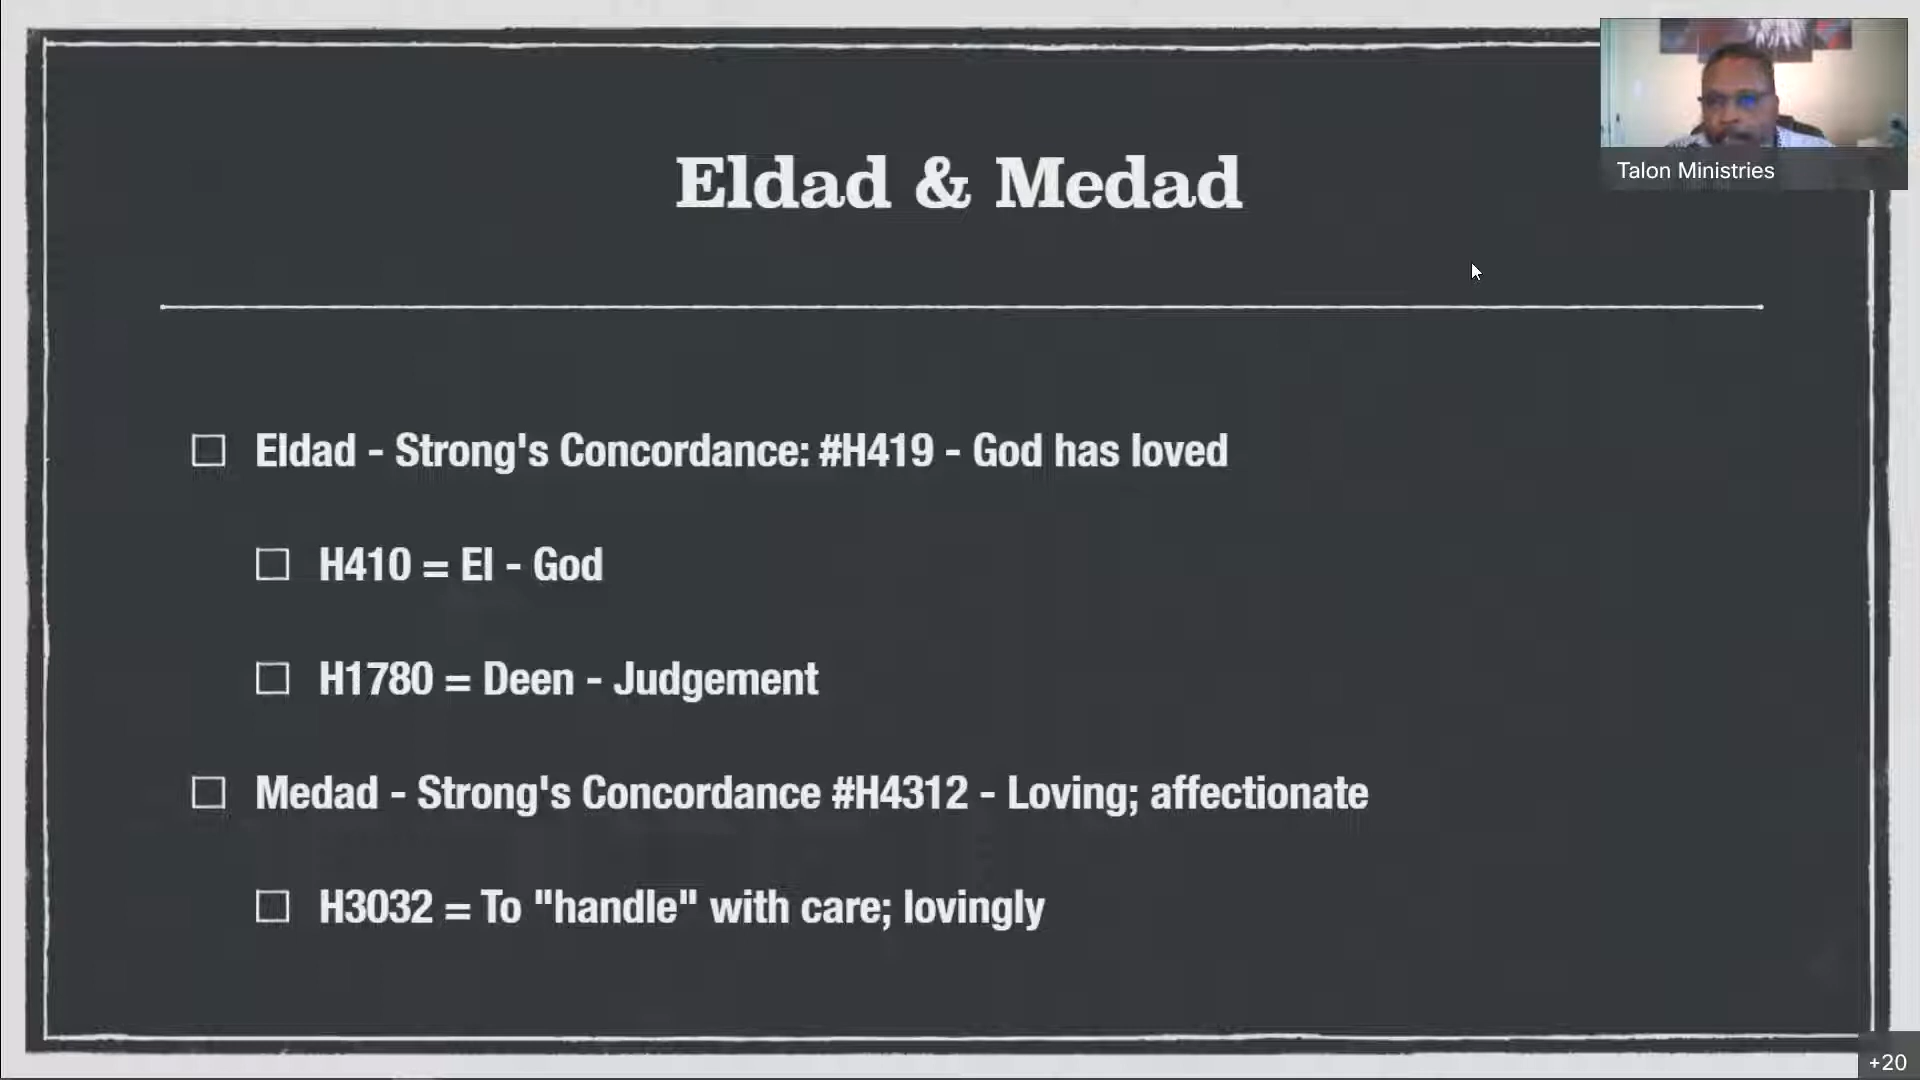 Talon Ministries
Eldad & Medad
Eldad - Strong's Concordance: #H419 - God has loved
H410 = El - God
H1780 = Deen - Judgement
Medad - Strong's Concordance #H4312 - Loving; affectionate
H3032 = To "handle" with care; lovingly
+20